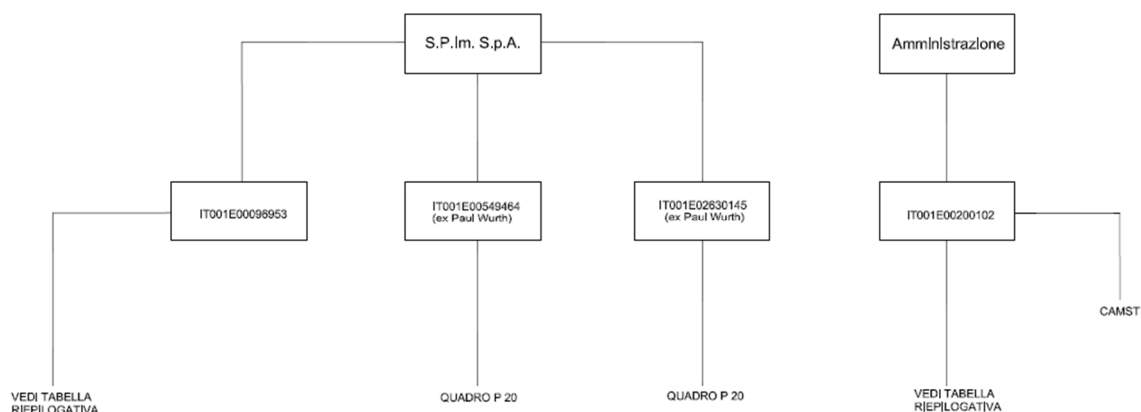 S.P.Im. S.p.A.
Amministrazione
IT001E00096953
IT001E00549464
(ex Paul Wurth)
IT001E02630145
(ex Paul Wurth)
IT001E00200102
CAMST
VEDI TABELLA
RIEPILOGATIVA
QUADRO P 20
QUADRO P 20
VEDI TABELLA
RIEPILOGATIVA